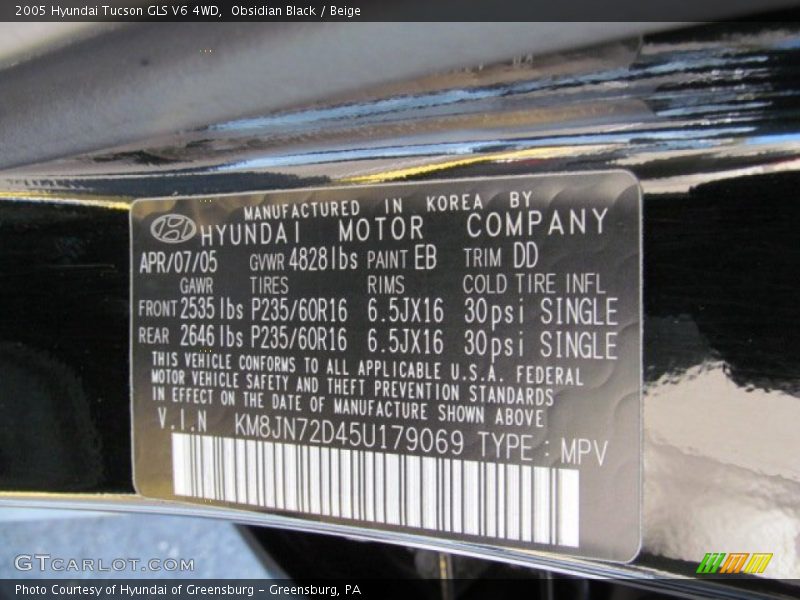 2005 Hyundai Tucson GLS V6 4WD, Obsidian Black / Beige
MANUFACTURED IN KOREA BY
HYUNDAI MOTOR COMPANY
APR/07/05 GVWR 4828lbs PAINT EB TRIM DD
GAWR TIRES RIMS COLD TIRE INFL
FRONT 2535 lbs P235/60R16 6.5JX16 30psi SINGLE
REAR 2646 lbs P235/60R16 6.5JX16 30psi SINGLE
THIS VEHICLE CONFORMS TO ALL APPLICABLE U.S.A. FEDERAL
MOTOR VEHICLE SAFETY AND THEFT PREVENTION STANDARDS
IN EFFECT ON THE DATE OF MANUFACTURE SHOWN ABOVE
V.I.N KM8JN72D45U179069 TYPE : MPV
GTCARLOT.COM
Photo Courtesy of Hyundai of Greensburg - Greensburg, PA